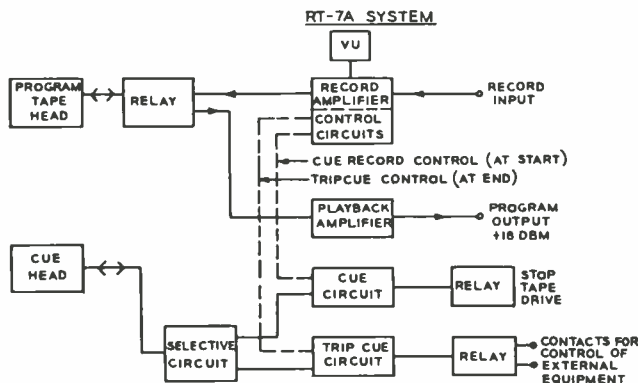 RT-7A SYSTEM
VU
PROGRAM
TAPE
HEAD
RELAY
RECORD
AMPLIFIER
CONTROL
CIRCUITS
RECORD
INPUT
CUE RECORD CONTROL (AT START)
TRIPCUE CONTROL (AT END)
PLAYBACK
AMPLIFIER
PROGRAM
OUTPUT
+18 DBM
CUE
HEAD
CUE
CIRCUIT
RELAY
STOP
TAPE
DRIVE
SELECTIVE
CIRCUIT
TRIP CUE
CIRCUIT
RELAY
CONTACTS FOR
CONTROL OF
EXTERNAL
EQUIPMENT